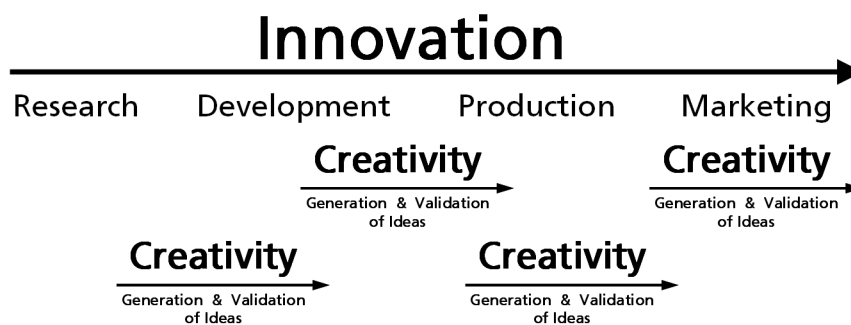 Innovation
Research Development Production Marketing
Creativity Creativity
Generation & Validation Generation & Validation
of Ideas of Ideas
Creativity Creativity
Generation & Validation Generation & Validation
of Ideas of Ideas